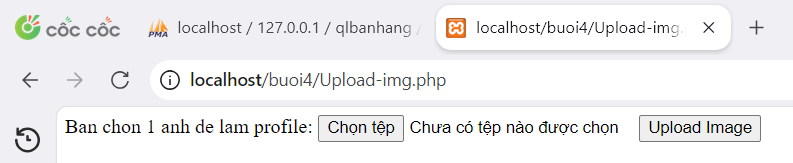 cốc cốc
PMA
localhost / 127.0.0.1 / qlbanhang /
localhost/buoi4/Upload-img.
localhost/buoi4/Upload-img.php
Ban chon 1 anh de lam profile: Chọn tệp Chưa có tệp nào được chọn Upload Image